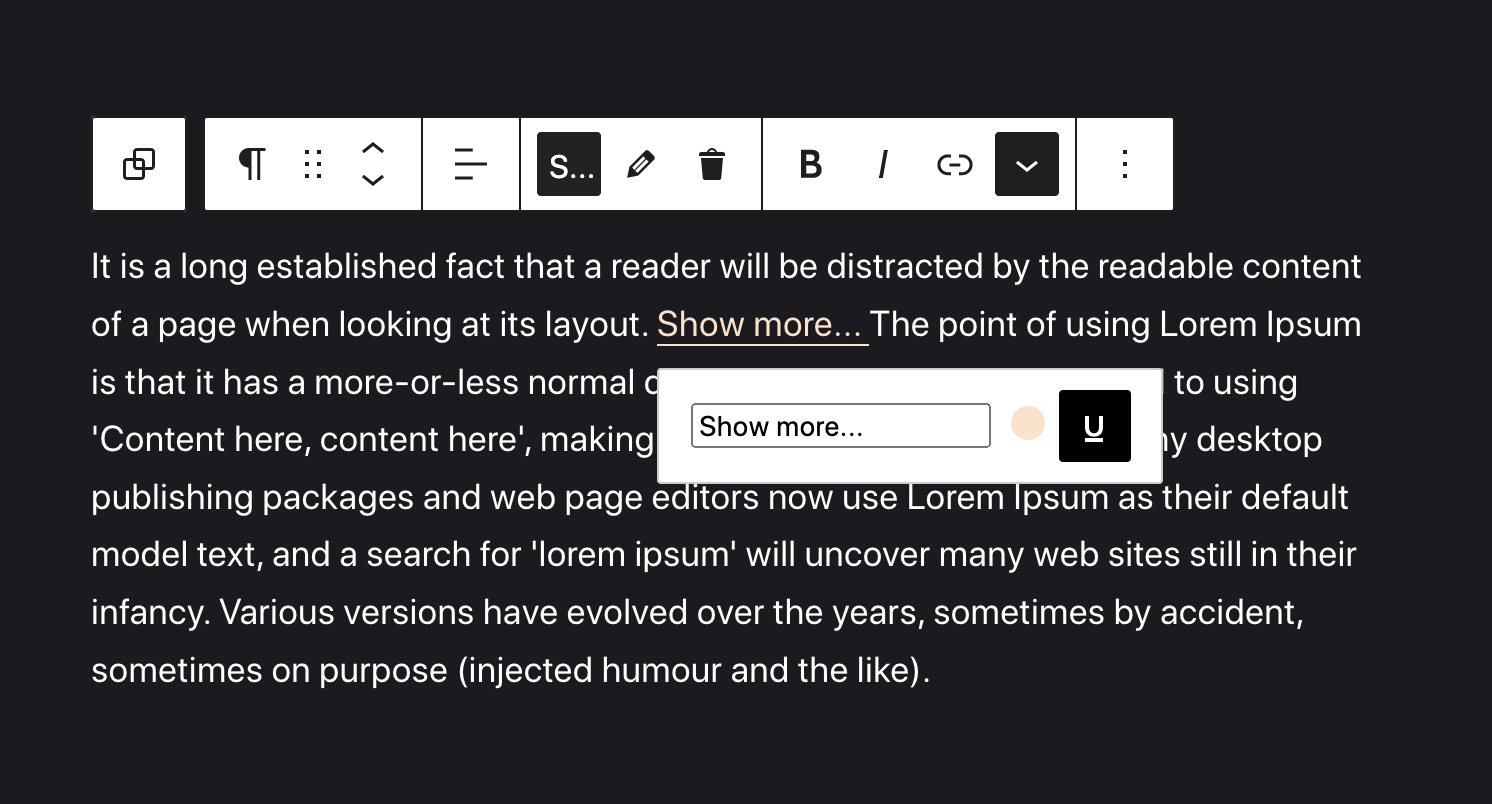 S... B I
It is a long established fact that a reader will be distracted by the readable content
of a page when looking at its layout. Show more... The point of using Lorem Ipsum
is that it has a more-or-less normal to using
Show more... U
'Content here, content here', making desktop
publishing packages and web page editors now use Lorem Ipsum as their default
model text, and a search for 'lorem ipsum' will uncover many web sites still in their
infancy. Various versions have evolved over the years, sometimes by accident,
sometimes on purpose (injected humour and the like).